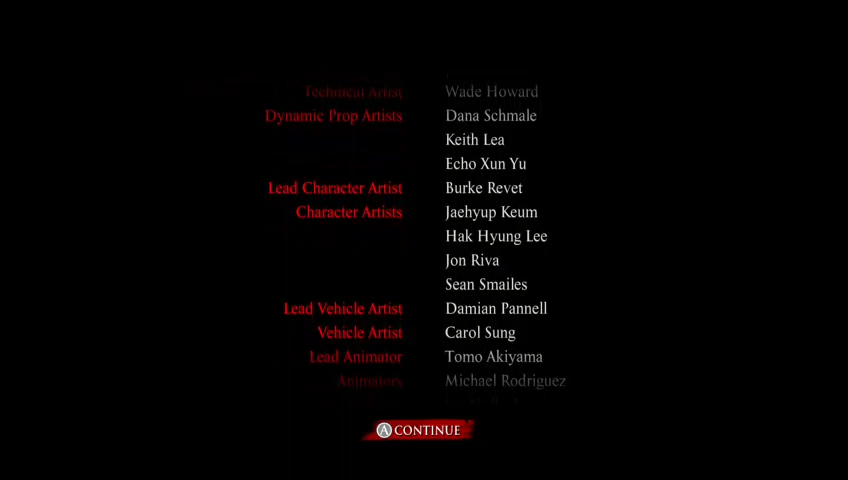 Technical Artist Wade Howard
Dynamic Prop Artists Dana Schmale
Keith Lea
Echo Xun Yu
Lead Character Artist Burke Revet
Character Artists Jaehyup Keum
Hak Hyung Lee
Jon Riva
Sean Smailes
Lead Vehicle Artist Damian Pannell
Vehicle Artist Carol Sung
Lead Animator Tomo Akiyama
Animators Michael Rodriguez
A CONTINUE